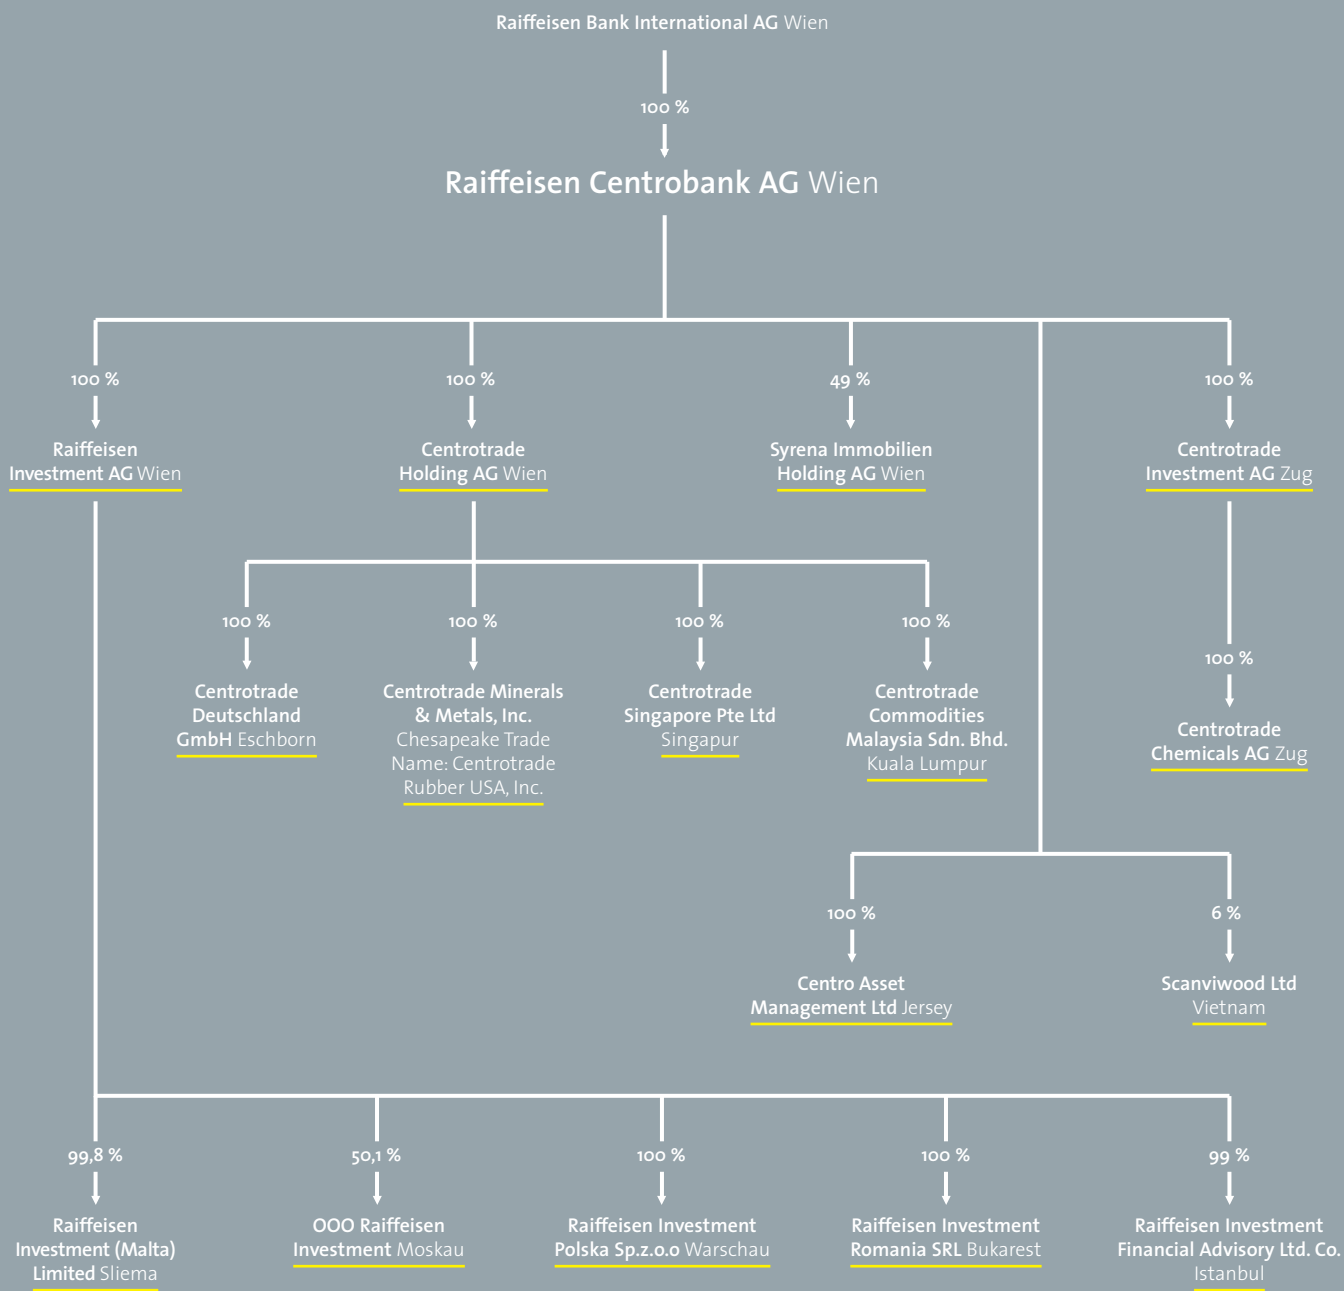 Raiffeisen Bank International AG Wien
100 %
Raiffeisen Centrobank AG Wien
100 %
100 %
49 %
100 %
Raiffeisen
Investment AG Wien
Centrotrade
Holding AG Wien
Syrena Immobilien
Holding AG Wien
Centrotrade
Investment AG Zug
100 %
100 %
100 %
100 %
100 %
Centrotrade
Deutschland
GmbH Eschborn
Centrotrade Minerals
& Metals, Inc.
Chesapeake Trade
Name: Centrotrade
Rubber USA, Inc.
Centrotrade
Singapore Pte Ltd
Singapur
Centrotrade
Commodities
Malaysia Sdn. Bhd.
Kuala Lumpur
Centrotrade
Chemicals AG Zug
100 %
6 %
Centro Asset
Management Ltd Jersey
Scanviwood Ltd
Vietnam
99,8 %
50,1 %
100 %
100 %
99 %
Raiffeisen
Investment (Malta)
Limited Sliema
OOO Raiffeisen
Investment Moskau
Raiffeisen Investment
Polska Sp.z.o.o Warschau
Raiffeisen Investment
Romania SRL Bukarest
Raiffeisen Investment
Financial Advisory Ltd. Co.
Istanbul